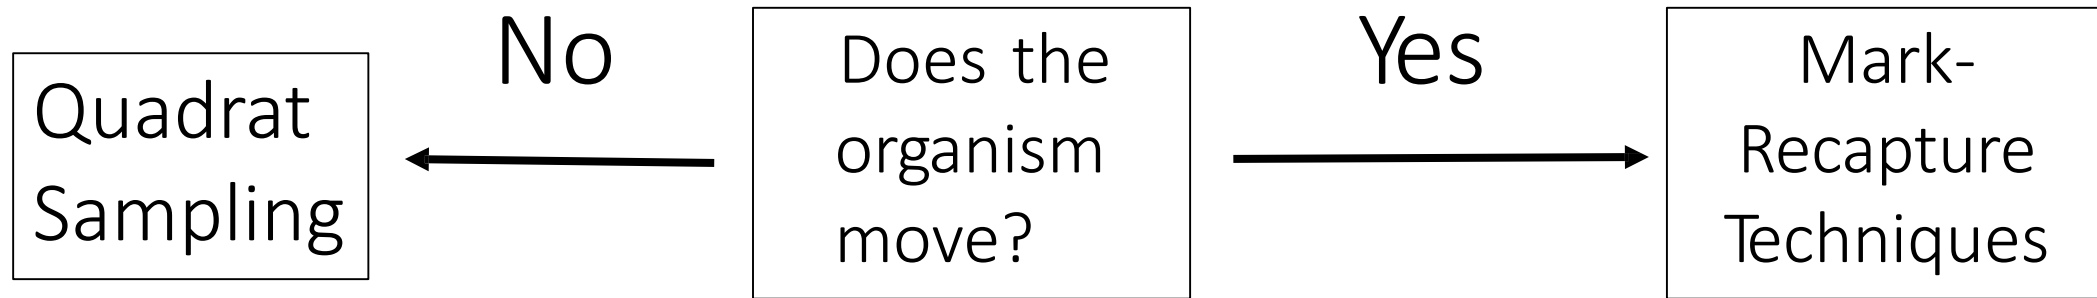 Quadrat
Sampling
No
Does the
organism
move?
Yes
Mark-
Recapture
Techniques